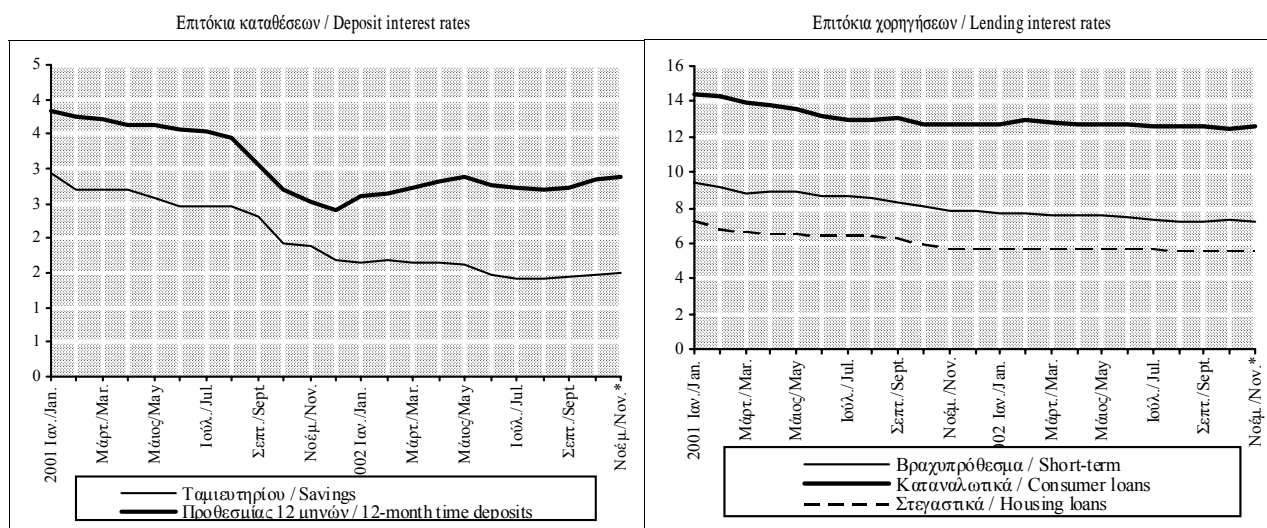 Επιτόκια καταθέσεων / Deposit interest rates
5
4
4
3
3
2
2
1
1
0
2001 Ιαν./Jan.
Μάρτ./Mar.
Μάιος/May
Ιούλ./Jul.
Σεπτ./Sept
Νοέμ./Nov.
002 Ιαν./Jan.
Μάρτ./Mar.
Μάιος/May
Ιούλ./Jul.
Σεπτ./Sept
Νοέμ./Nov. *
Ταμιευτηρίου / Savings
Προθεσμίας 12 μηνών / 12-month time deposits
Επιτόκια χορηγήσεων / Lending interest rates
16
14
12
10
8
6
4
2
0
2001 Ιαν./Jan.
Μάρτ./Mar.
Μάιος/May
Ιούλ./Jul.
Σεπτ./Sept.
Νοέμ./Nov.
002 Ιαν./Jan.
Μάρτ./Mar.
Μάιος/May
Ιούλ./Jul.
Σεπτ./Sept.
Νοέμ./Nov. *
Βραχυπρόθεσμα / Short-term
Καταναλωτικά / Consumer loans
Στεγαστικά / Housing loans